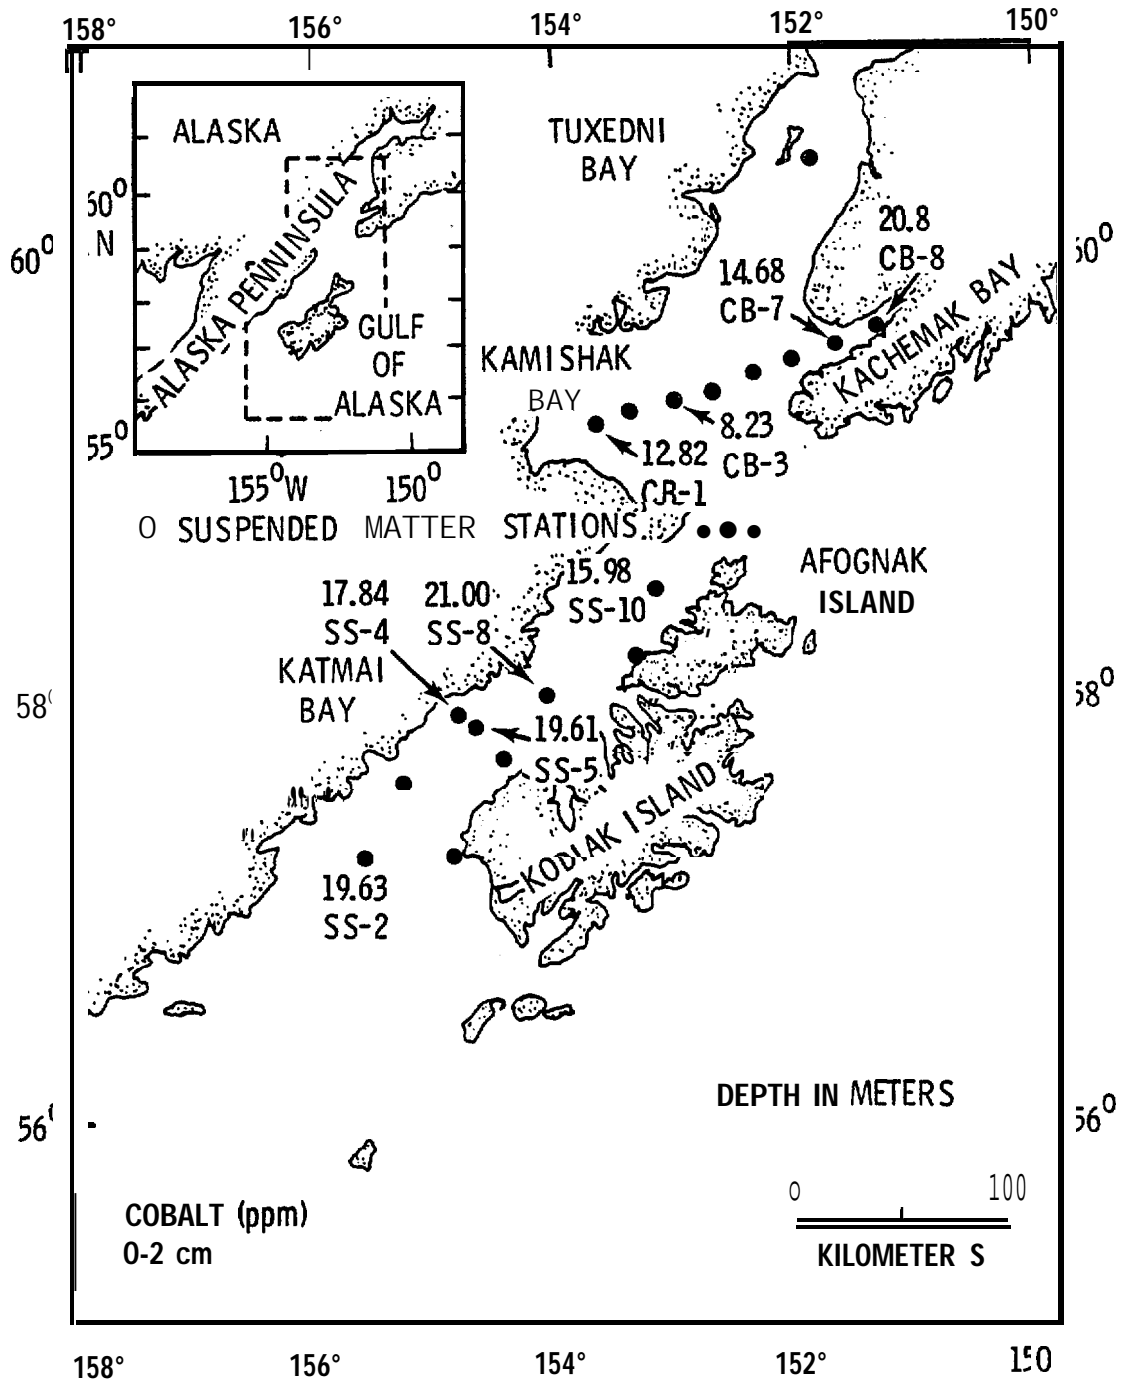 158° 156° 154° 152° 150°
ALASKA
ALASKA PENNINSULA
GULF
OF
ALASKA
60°
N
55°
155°W 150°
TUXEDNI
BAY
20.8
CB-8
14.68
CB-7
KACHEMAK BAY
KAMISHAK
BAY
8.23
CB-3
12.82
CB-1
O SUSPENDED MATTER STATIONS
AFOGNAK
ISLAND
15.98
SS-10
17.84
SS-4
21.00
SS-8
KATMAI
BAY
19.61
SS-5
KODIAK ISLAND
19.63
SS-2
60°
58°
56°
DEPTH IN METERS
COBALT (ppm)
0-2 cm
0 100
KILOMETER S
158° 156° 154° 152° 150